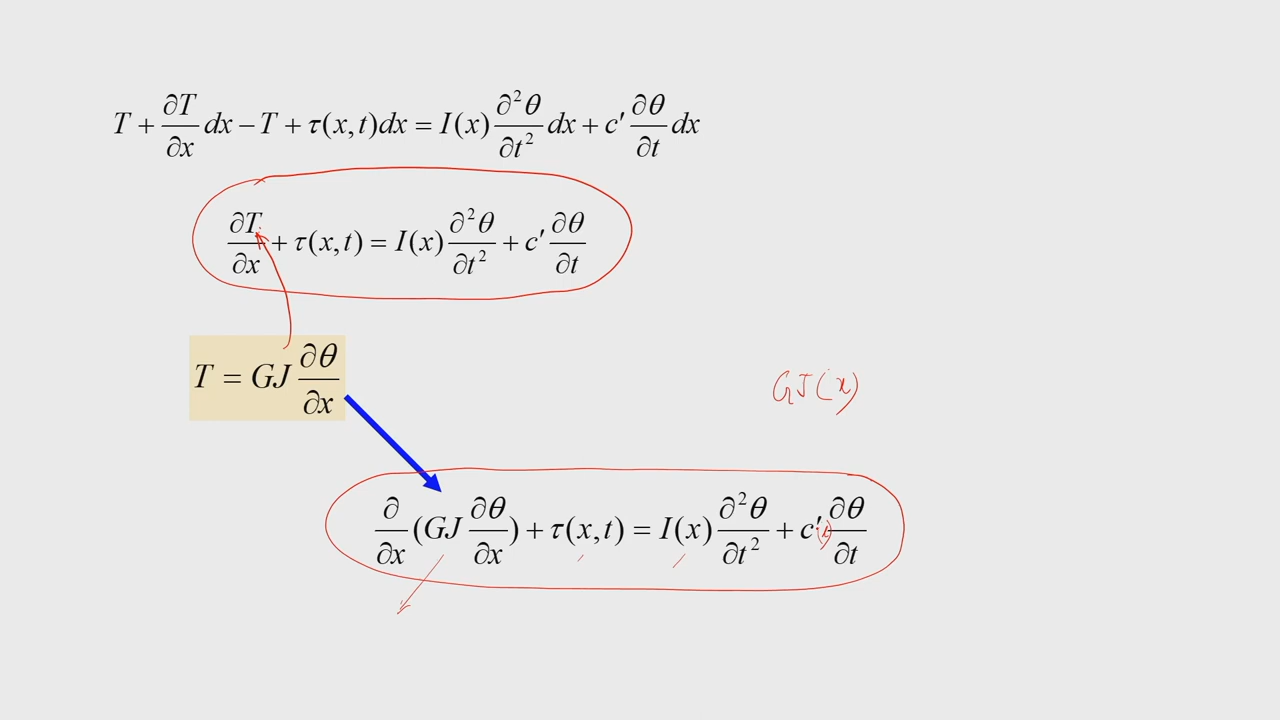 T + ∂T/∂x dx − T + τ(x,t)dx = I(x) ∂²θ/∂t² dx + c′ ∂θ/∂t dx
∂T/∂x + τ(x,t) = I(x) ∂²θ/∂t² + c′ ∂θ/∂t
T = GJ ∂θ/∂x
GJ(x)
∂/∂x (GJ ∂θ/∂x) + τ(x,t) = I(x) ∂²θ/∂t² + c′(x) ∂θ/∂t